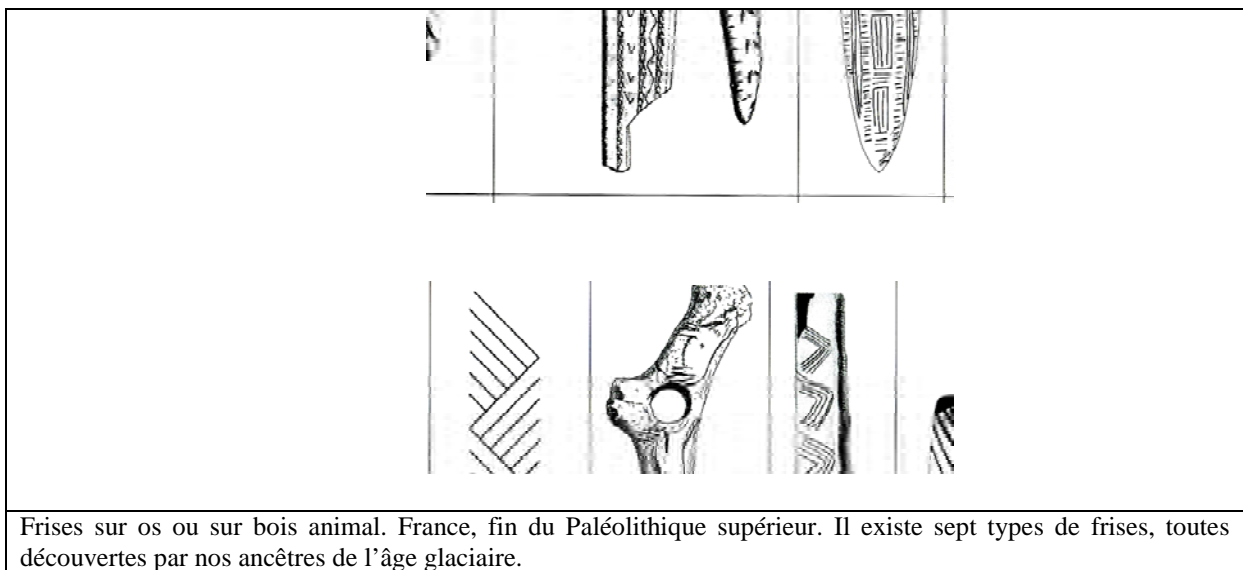 Frises sur os ou sur bois animal. France, fin du Paléolithique supérieur. Il existe sept types de frises, toutes
découvertes par nos ancêtres de l’âge glaciaire.